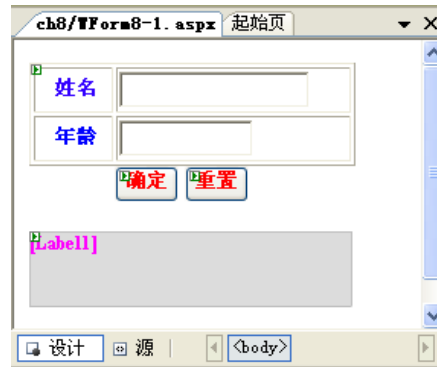 ch8/WForm8-1.aspx 起始页
姓名
年龄
确定 重置
[Label1]
设计 源 <body>